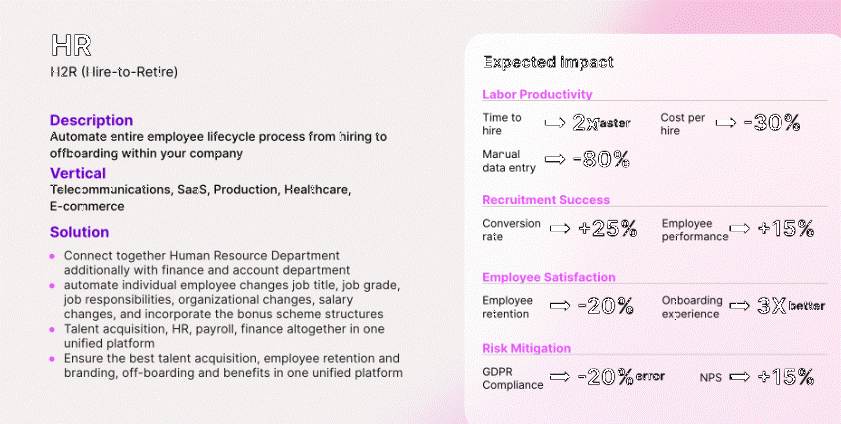 HR
H2R (Hire-to-Retire)
Description
Automate entire employee lifecycle process from hiring to
offboarding within your company
Vertical
Telecommunications, SaaS, Production, Healthcare,
E-commerce
Solution
Connect together Human Resource Department
additionally with finance and account department
automate individual employee changes job title, job grade,
job responsibilities, organizational changes, salary
changes, and incorporate the bonus scheme structures
Talent acquisition, HR, payroll, finance altogether in one
unified platform
Ensure the best talent acquisition, employee retention and
branding, off-boarding and benefits in one unified platform
Expected impact
Labor Productivity
Time to
hire
2x faster
Cost per
hire
-30%
Manual
data entry
-80%
Recruitment Success
Conversion
rate
+25%
Employee
performance
+15%
Employee Satisfaction
Employee
retention
-20%
Onboarding
experience
3X better
Risk Mitigation
GDPR
Compliance
-20% error
NPS
+15%